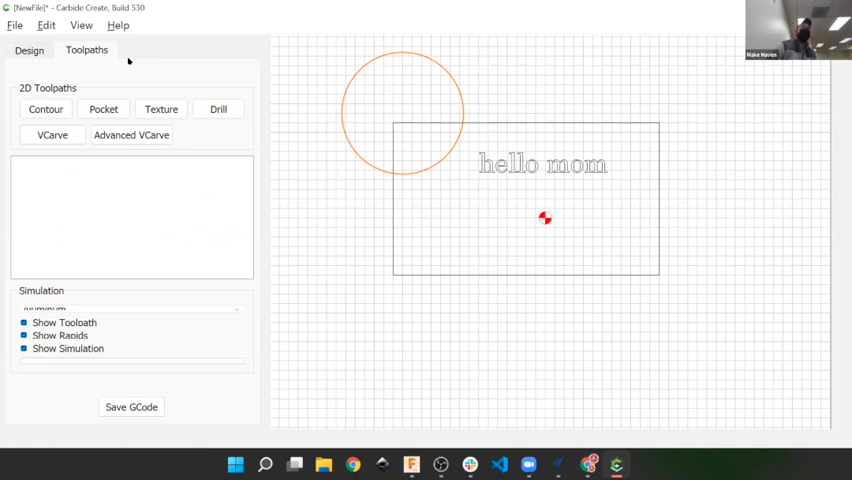 [NewFile]* - Carbide Create, Build 530
File Edit View Help
Design Toolpaths
2D Toolpaths
Contour Pocket Texture Drill
VCarve Advanced VCarve
Simulation
Aluminum
Show Toolpath
Show Rapids
Show Simulation
Save GCode
hello mom
Make Haven